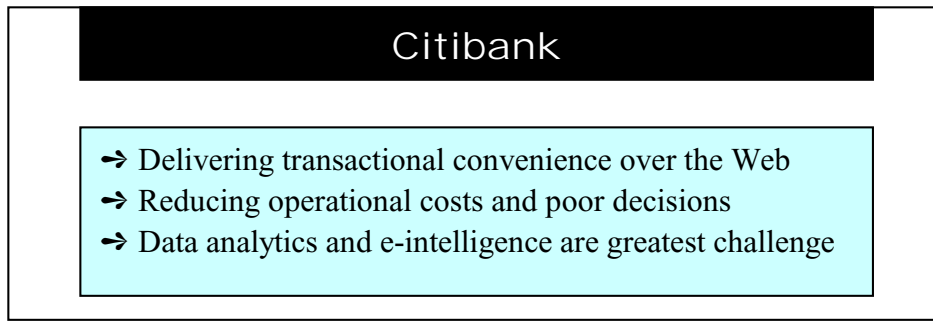 Citibank
➺ Delivering transactional convenience over the Web
➺ Reducing operational costs and poor decisions
➺ Data analytics and e-intelligence are greatest challenge